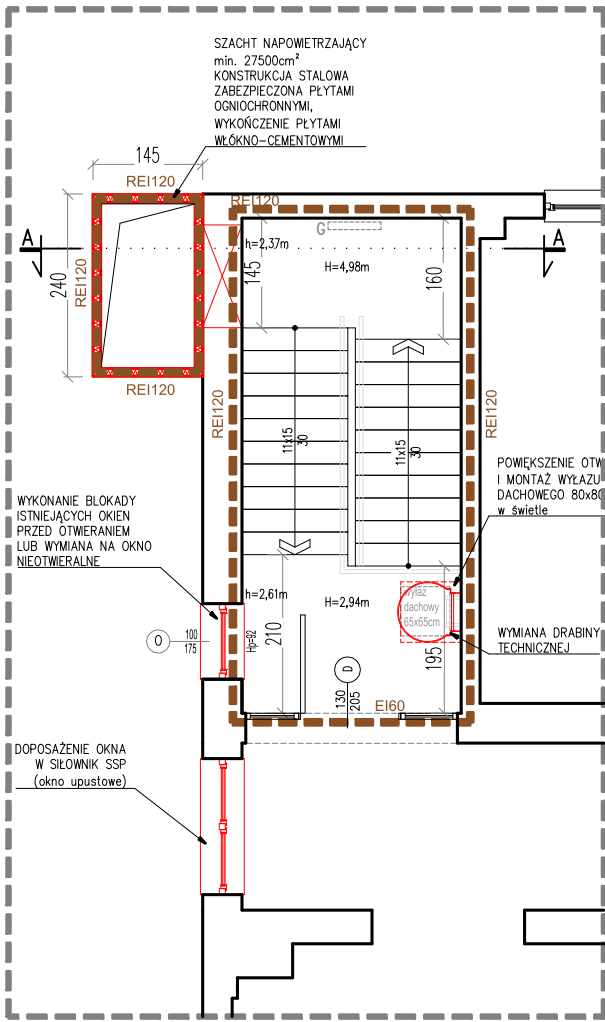 SZACHT NAPOWIETRZAJĄCY
min. 27500cm²
KONSTRUKCJA STALOWA
ZABEZPIECZONA PŁYTAMI
OGNIOCHRONNYMI,
WYKOŃCZENIE PŁYTAMI
WŁÓKNO-CEMENTOWYMI
145
REI120
REI120
A
A
G
h=2,37m
H=4,98m
240
REI120
145
160
REI120
REI120
REI120
11x15
30
11x15
30
POWIĘKSZENIE OTW
I MONTAŻ WYŁAZU
DACHOWEGO 80x80
w świetle
WYKONANIE BLOKADY
ISTNIEJĄCYCH OKIEN
PRZED OTWIERANIEM
LUB WYMIANA NA OKNO
NIEOTWIERALNE
h=2,61m
H=2,94m
wyłaz
dachowy
65x65cm
O
100
175
Hp=92
210
WYMIANA DRABINY
TECHNICZNEJ
D
195
130
205
EI60
DOPOSAŻENIE OKNA
W SIŁOWNIK SSP
(okno upustowe)